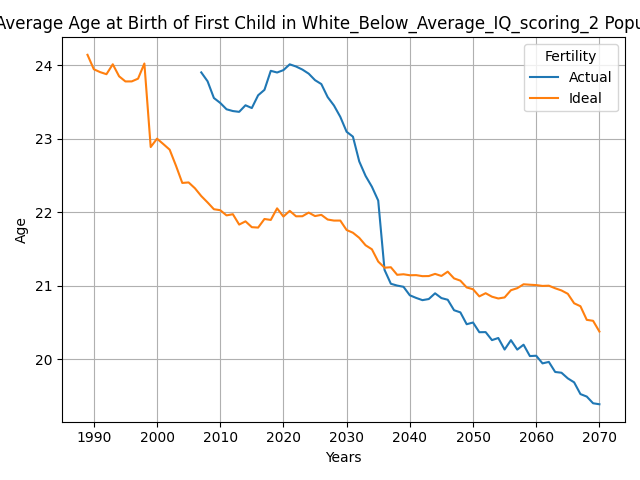 Average Age at Birth of First Child in White_Below_Average_IQ_scoring_2 Popu
Fertility
Actual
Ideal
24
23
22
21
20
Age
1990 2000 2010 2020 2030 2040 2050 2060 2070
Years